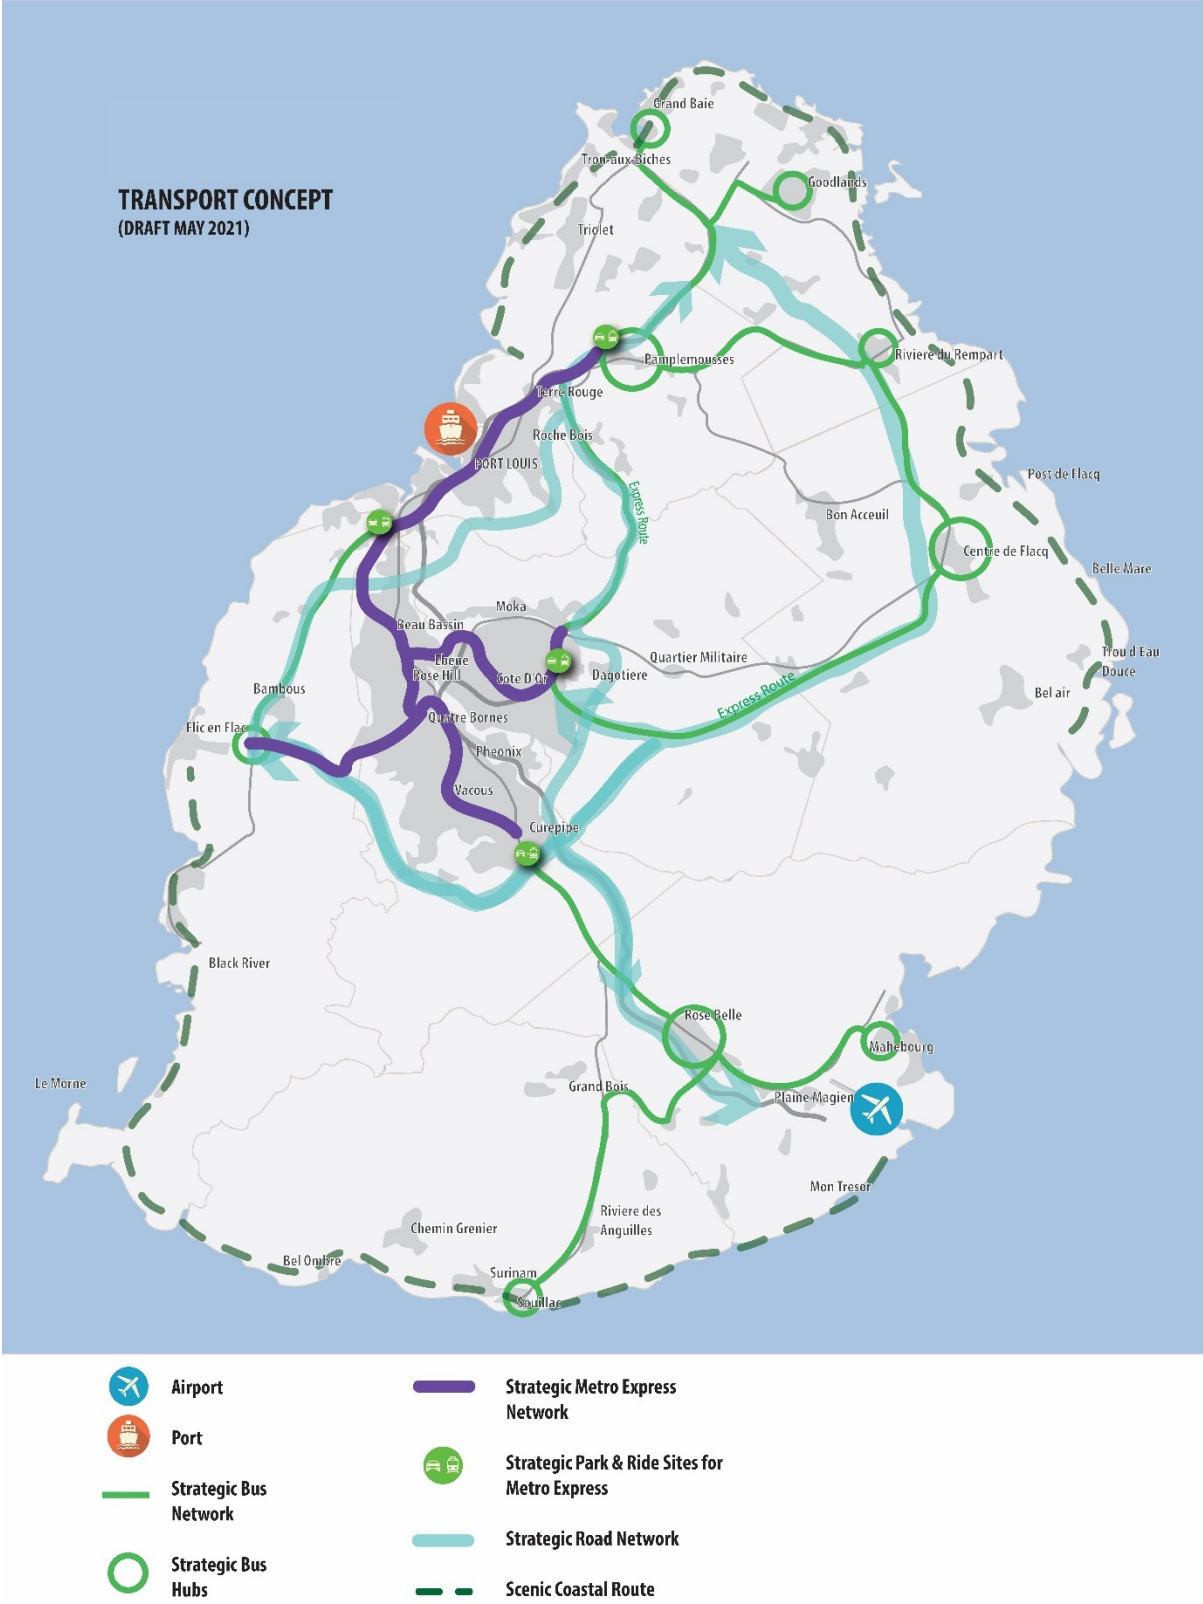 TRANSPORT CONCEPT
(DRAFT MAY 2021)
Grand Baie
Trou-aux-Biches
Goodlands
Triolet
Pamplemousses
Riviere du Rempart
Terre Rouge
Roche Bois
PORT LOUIS
Express Route
Post de Flacq
Bon Acceuil
Centre de Flacq
Belle Mare
Moka
Beau Bassin
Ebene
Rose Hill
Cote D'Or
Dagotiere
Quartier Militaire
Trou d'Eau
Douce
Bel air
Express Route
Bambous
Flic en Flac
Quatre Bornes
Pheonix
Vacous
Curepipe
Black River
Rose Belle
Mahebourg
Le Morne
Grand Bois
Plaine Magien
Mon Tresor
Riviere des
Anguilles
Chemin Grenier
Bel Ombre
Surinam
Souillac
Airport
Port
Strategic Bus
Network
Strategic Bus
Hubs
Strategic Metro Express
Network
Strategic Park & Ride Sites for
Metro Express
Strategic Road Network
Scenic Coastal Route